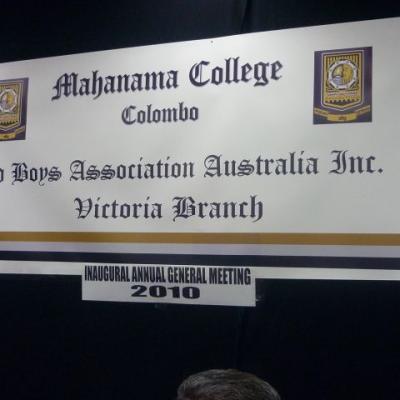 Mahanama College
Colombo
d Boys Association Australia Inc.
Victoria Branch
INAUGURAL ANNUAL GENERAL MEETING
2010